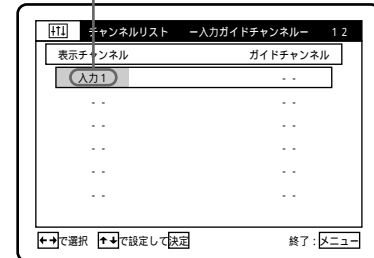 チャンネルリスト －入力ガイドチャンネル－ 12
表示チャンネル ガイドチャンネル
入力1 - -
- - - -
- - - -
- - - -
- - - -
- - - -
←→で選択 ↑↓で設定して決定 終了：メニュー